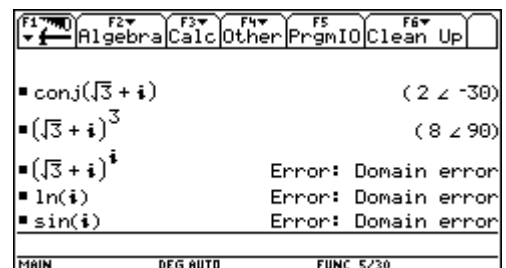 F1 F2 F3 F4 F5 F6
Algebra Calc Other PrgmIO Clean Up
conj(√3 + i) (2 ∠ -30)
(√3 + i)³ (8 ∠ 90)
(√3 + i)ⁱ Error: Domain error
ln(i) Error: Domain error
sin(i) Error: Domain error
MAIN DEG AUTO FUNC 5/30